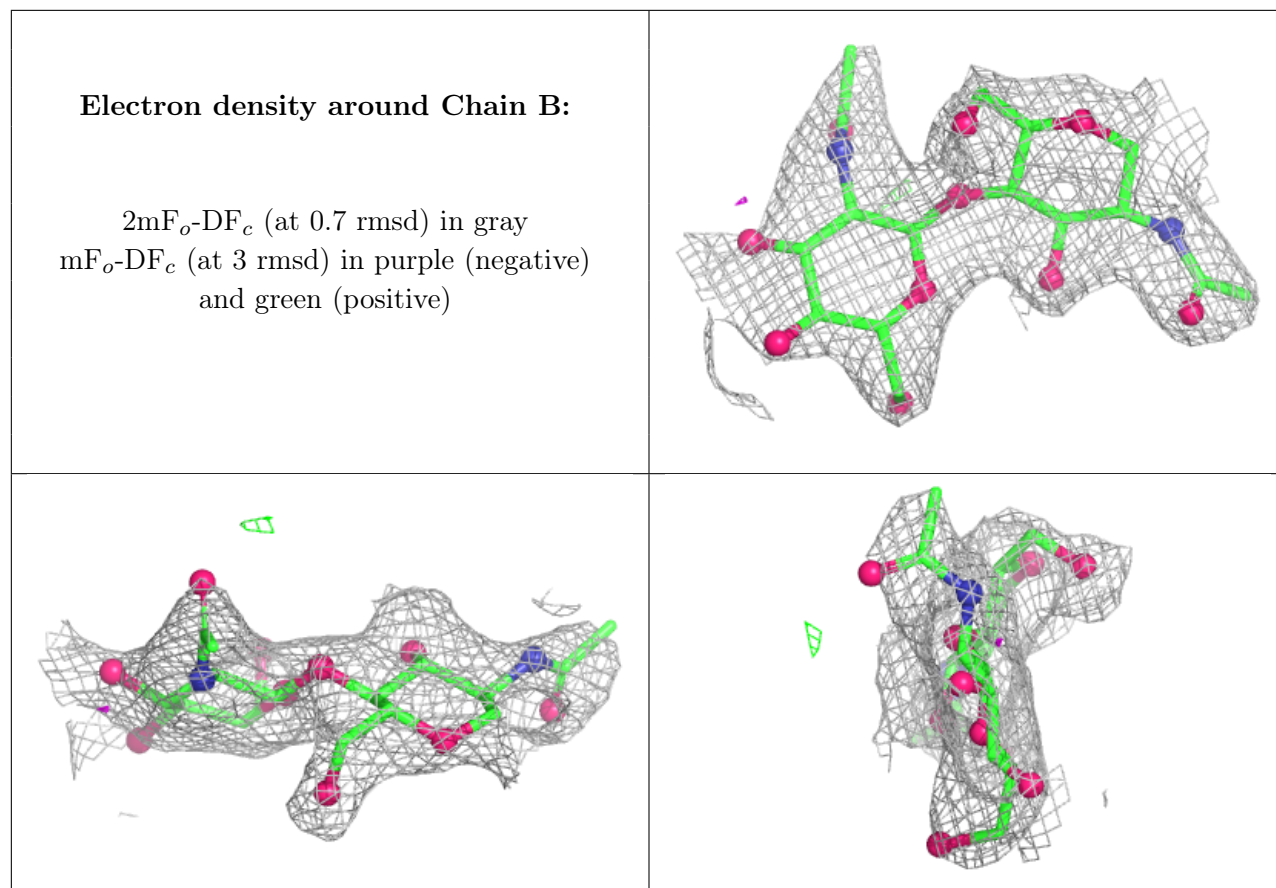 Electron density around Chain B:
2mFₒ-DF𝒸 (at 0.7 rmsd) in gray
mFₒ-DF𝒸 (at 3 rmsd) in purple (negative)
and green (positive)